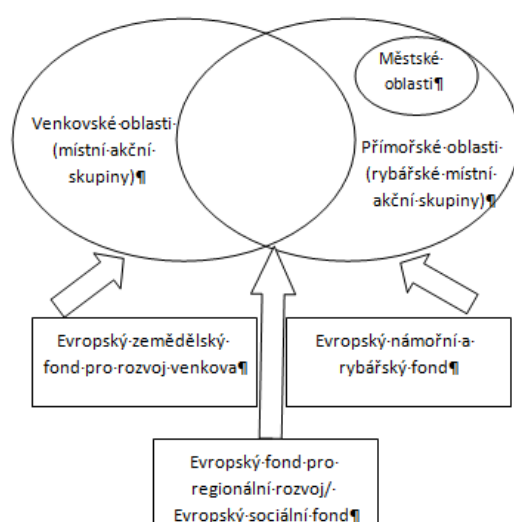 Městské·
oblasti¶
Venkovské·oblasti·
(místní·akční·
skupiny)¶
Přímořské·oblasti·
(rybářské·místní·
akční·skupiny)¶
Evropský·zemědělský·
fond·pro·rozvoj·venkova¶
Evropský·námořní·a·
rybářský·fond¶
Evropský·fond·pro·
regionální·rozvoj/·
Evropský·sociální·fond¶